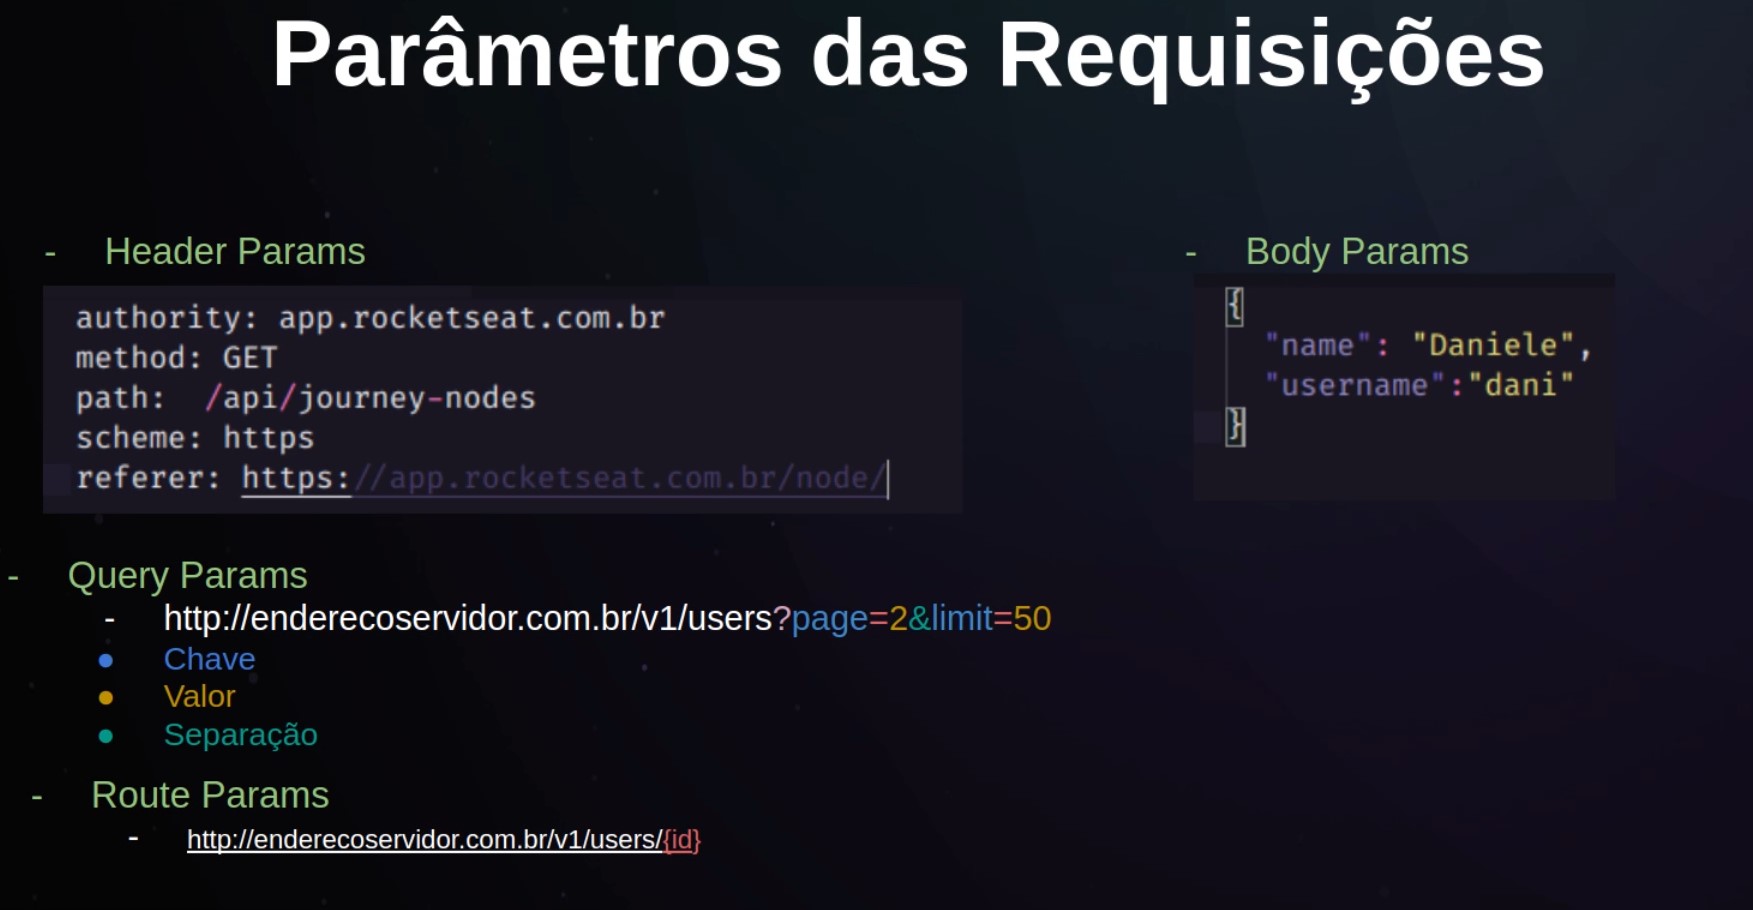 Parâmetros das Requisições
- Header Params
authority: app.rocketseat.com.br
method: GET
path: /api/journey-nodes
scheme: https
referer: https://app.rocketseat.com.br/node/
- Body Params
{
"name": "Daniele",
"username":"dani"
}
- Query Params
- http://enderecoservidor.com.br/v1/users?page=2&limit=50
● Chave
● Valor
● Separação
- Route Params
- http://enderecoservidor.com.br/v1/users/{id}